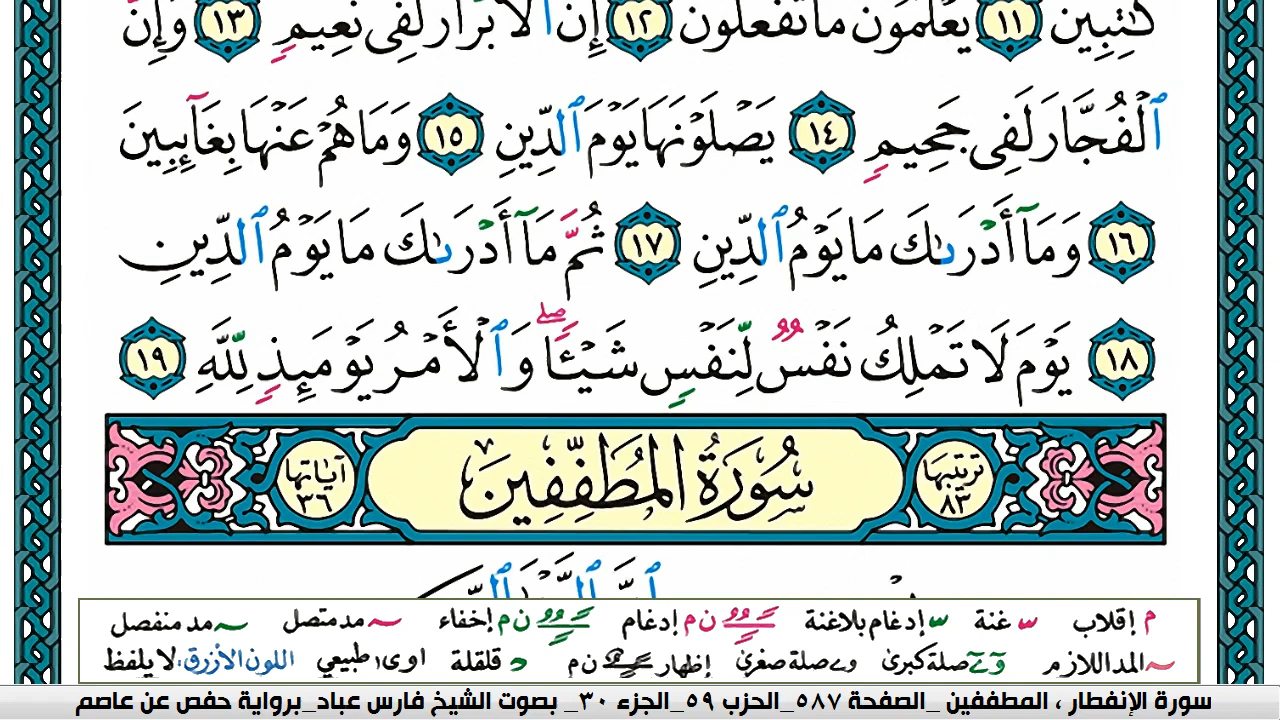 كَٰتِبِينَ ١١ يَعْلَمُونَ مَا تَفْعَلُونَ ١٢ إِنَّ ٱلْأَبْرَارَ لَفِى نَعِيمٍ ١٣ وَإِنَّ
ٱلْفُجَّارَ لَفِى جَحِيمٍ ١٤ يَصْلَوْنَهَا يَوْمَ ٱلدِّينِ ١٥ وَمَا هُمْ عَنْهَا بِغَآئِبِينَ
١٦ وَمَآ أَدْرَىٰكَ مَا يَوْمُ ٱلدِّينِ ١٧ ثُمَّ مَآ أَدْرَىٰكَ مَا يَوْمُ ٱلدِّينِ
١٨ يَوْمَ لَا تَمْلِكُ نَفْسٌ لِّنَفْسٍ شَيْـًٔا ۖ وَٱلْأَمْرُ يَوْمَئِذٍ لِّلَّهِ ١٩
ترتيبها ٨٣ سُورَةُ المُطَفِّفِينَ آياتها ٣٦
م إقلاب س غنة س إدغام بلاغنة ن م إدغام ن م إخفاء مد متصل مد منفصل
المد اللازم صلة كبرى صلة صغرى إظهار ن م د قلقلة اوى طبيعي اللون الأزرق: لا يلفظ
سورة الإنفطار ، المطففين _الصفحة ٥٨٧_الحزب ٥٩_الجزء ٣٠_ بصوت الشيخ فارس عباد_برواية حفص عن عاصم